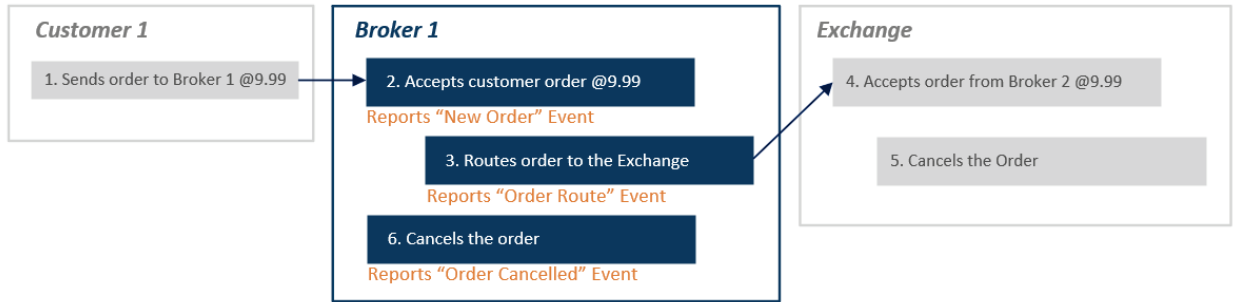 Customer 1
1. Sends order to Broker 1 @9.99
Broker 1
2. Accepts customer order @9.99
Reports “New Order” Event
3. Routes order to the Exchange
Reports “Order Route” Event
6. Cancels the order
Reports “Order Cancelled” Event
Exchange
4. Accepts order from Broker 2 @9.99
5. Cancels the Order